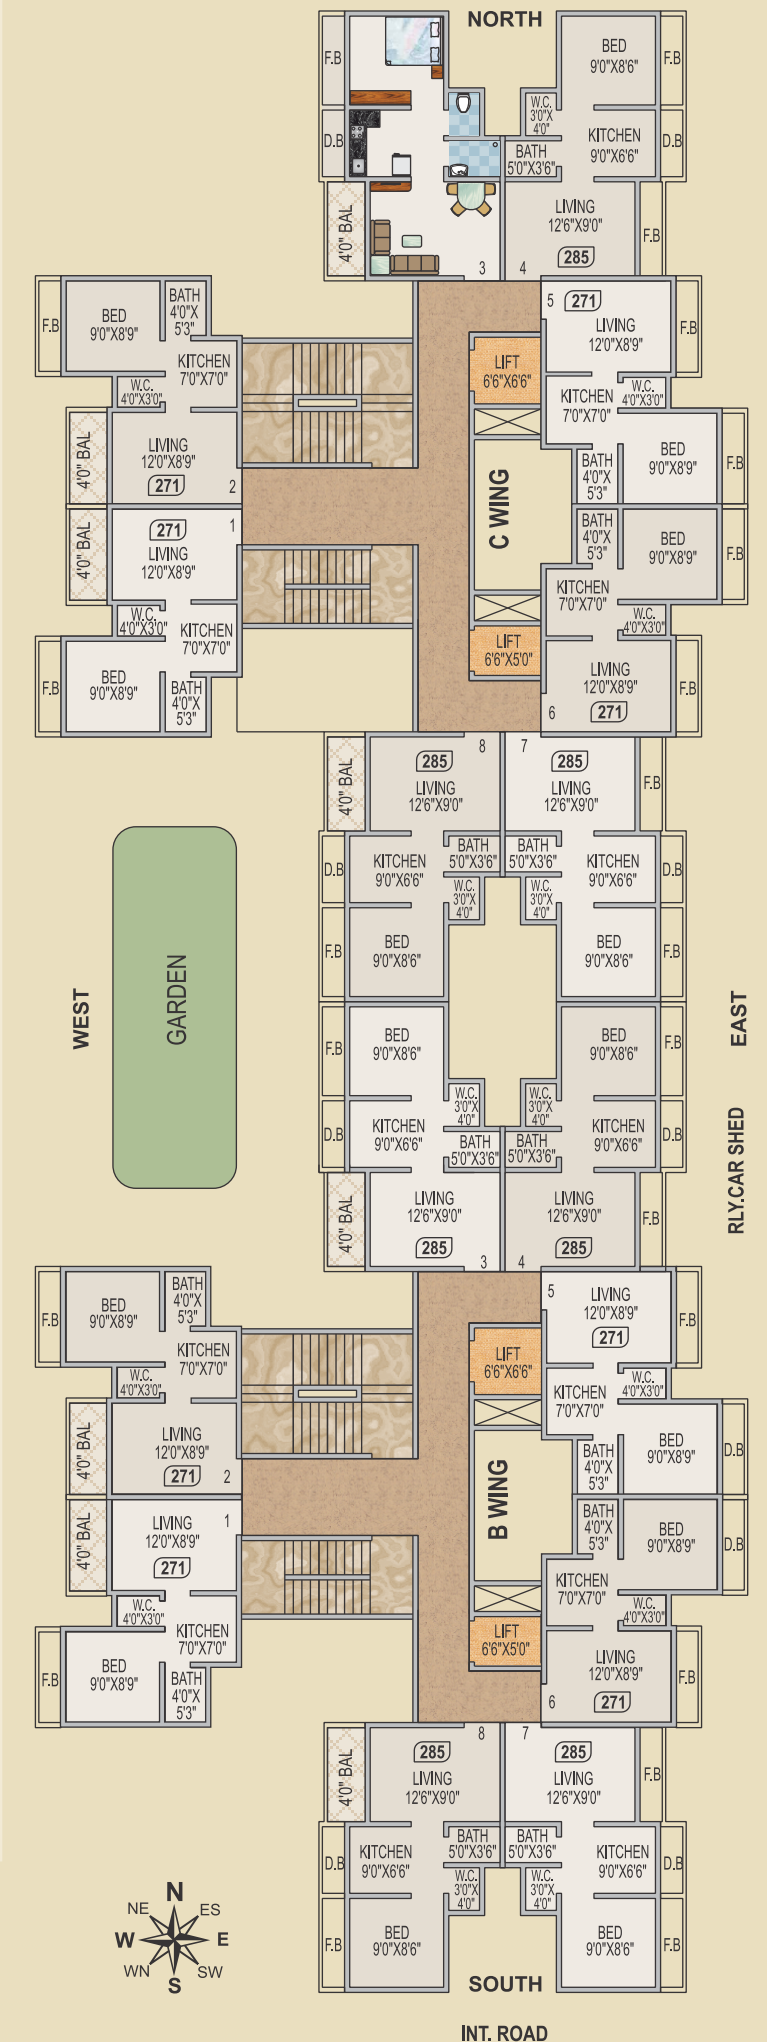 NORTH
F.B
D.B
4'0" BAL
3
BED
9'0"X8'6"
W.C.
3'0"X
4'0"
KITCHEN
9'0"X6'6"
BATH
5'0"X3'6"
LIVING
12'6"X9'0"
285
4
F.B
BED
9'0"X8'9"
BATH
4'0"X
5'3"
F.B
KITCHEN
7'0"X7'0"
W.C.
4'0"X3'0"
LIVING
12'0"X8'9"
271
2
4'0" BAL
271
1
LIVING
12'0"X8'9"
4'0" BAL
W.C.
4'0"X3'0"
KITCHEN
7'0"X7'0"
BED
9'0"X8'9"
F.B
BATH
4'0"X
5'3"
LIFT
6'6"X6'6"
C WING
LIFT
6'6"X5'0"
5
271
LIVING
12'0"X8'9"
F.B
KITCHEN
7'0"X7'0"
W.C.
4'0"X3'0"
BED
9'0"X8'9"
F.B
BATH
4'0"X
5'3"
BATH
4'0"X
5'3"
BED
9'0"X8'9"
F.B
KITCHEN
7'0"X7'0"
W.C.
4'0"X3'0"
LIVING
12'0"X8'9"
F.B
6
271
4'0" BAL
285
8
LIVING
12'6"X9'0"
7
285
LIVING
12'6"X9'0"
F.B
D.B
KITCHEN
9'0"X6'6"
BATH
5'0"X3'6"
BATH
5'0"X3'6"
KITCHEN
9'0"X6'6"
D.B
W.C.
3'0"X
4'0"
W.C.
3'0"X
4'0"
F.B
BED
9'0"X8'6"
BED
9'0"X8'6"
F.B
WEST
GARDEN
EAST
RLY.CAR SHED
F.B
BED
9'0"X8'6"
BED
9'0"X8'6"
F.B
W.C.
3'0"X
4'0"
W.C.
3'0"X
4'0"
D.B
KITCHEN
9'0"X6'6"
BATH
5'0"X3'6"
BATH
5'0"X3'6"
KITCHEN
9'0"X6'6"
D.B
4'0" BAL
LIVING
12'6"X9'0"
285
3
LIVING
12'6"X9'0"
285
4
F.B
BED
9'0"X8'9"
BATH
4'0"X
5'3"
F.B
KITCHEN
7'0"X7'0"
W.C.
4'0"X3'0"
LIVING
12'0"X8'9"
271
2
4'0" BAL
1
LIVING
12'0"X8'9"
271
4'0" BAL
W.C.
4'0"X3'0"
KITCHEN
7'0"X7'0"
BED
9'0"X8'9"
F.B
BATH
4'0"X
5'3"
LIFT
6'6"X6'6"
B WING
LIFT
6'6"X5'0"
5
LIVING
12'0"X8'9"
271
F.B
KITCHEN
7'0"X7'0"
W.C.
4'0"X3'0"
BED
9'0"X8'9"
D.B
BATH
4'0"X
5'3"
BATH
4'0"X
5'3"
BED
9'0"X8'9"
D.B
KITCHEN
7'0"X7'0"
W.C.
4'0"X3'0"
LIVING
12'0"X8'9"
F.B
6
271
4'0" BAL
285
8
LIVING
12'6"X9'0"
7
285
LIVING
12'6"X9'0"
F.B
D.B
KITCHEN
9'0"X6'6"
BATH
5'0"X3'6"
BATH
5'0"X3'6"
KITCHEN
9'0"X6'6"
D.B
W.C.
3'0"X
4'0"
W.C.
3'0"X
4'0"
F.B
BED
9'0"X8'6"
BED
9'0"X8'6"
F.B
N
NE
ES
W
E
WN
SW
S
SOUTH
INT. ROAD